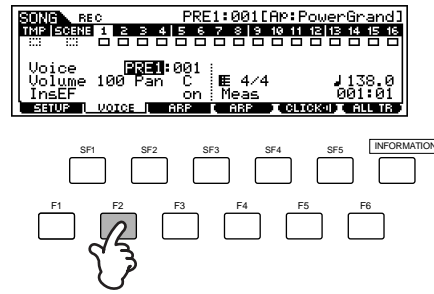 SONG REC PRE1:001[AP:PowerGrand]
TMP SCENE 1 2 3 4 5 6 7 8 9 10 11 12 13 14 15 16
Voice PRE1:001
Volume 100 Pan C 4/4 ♩138.0
InsEF on Meas 001:01
SETUP VOICE ARP ARP CLICK ALL TR
SF1 SF2 SF3 SF4 SF5 INFORMATION
F1 F2 F3 F4 F5 F6